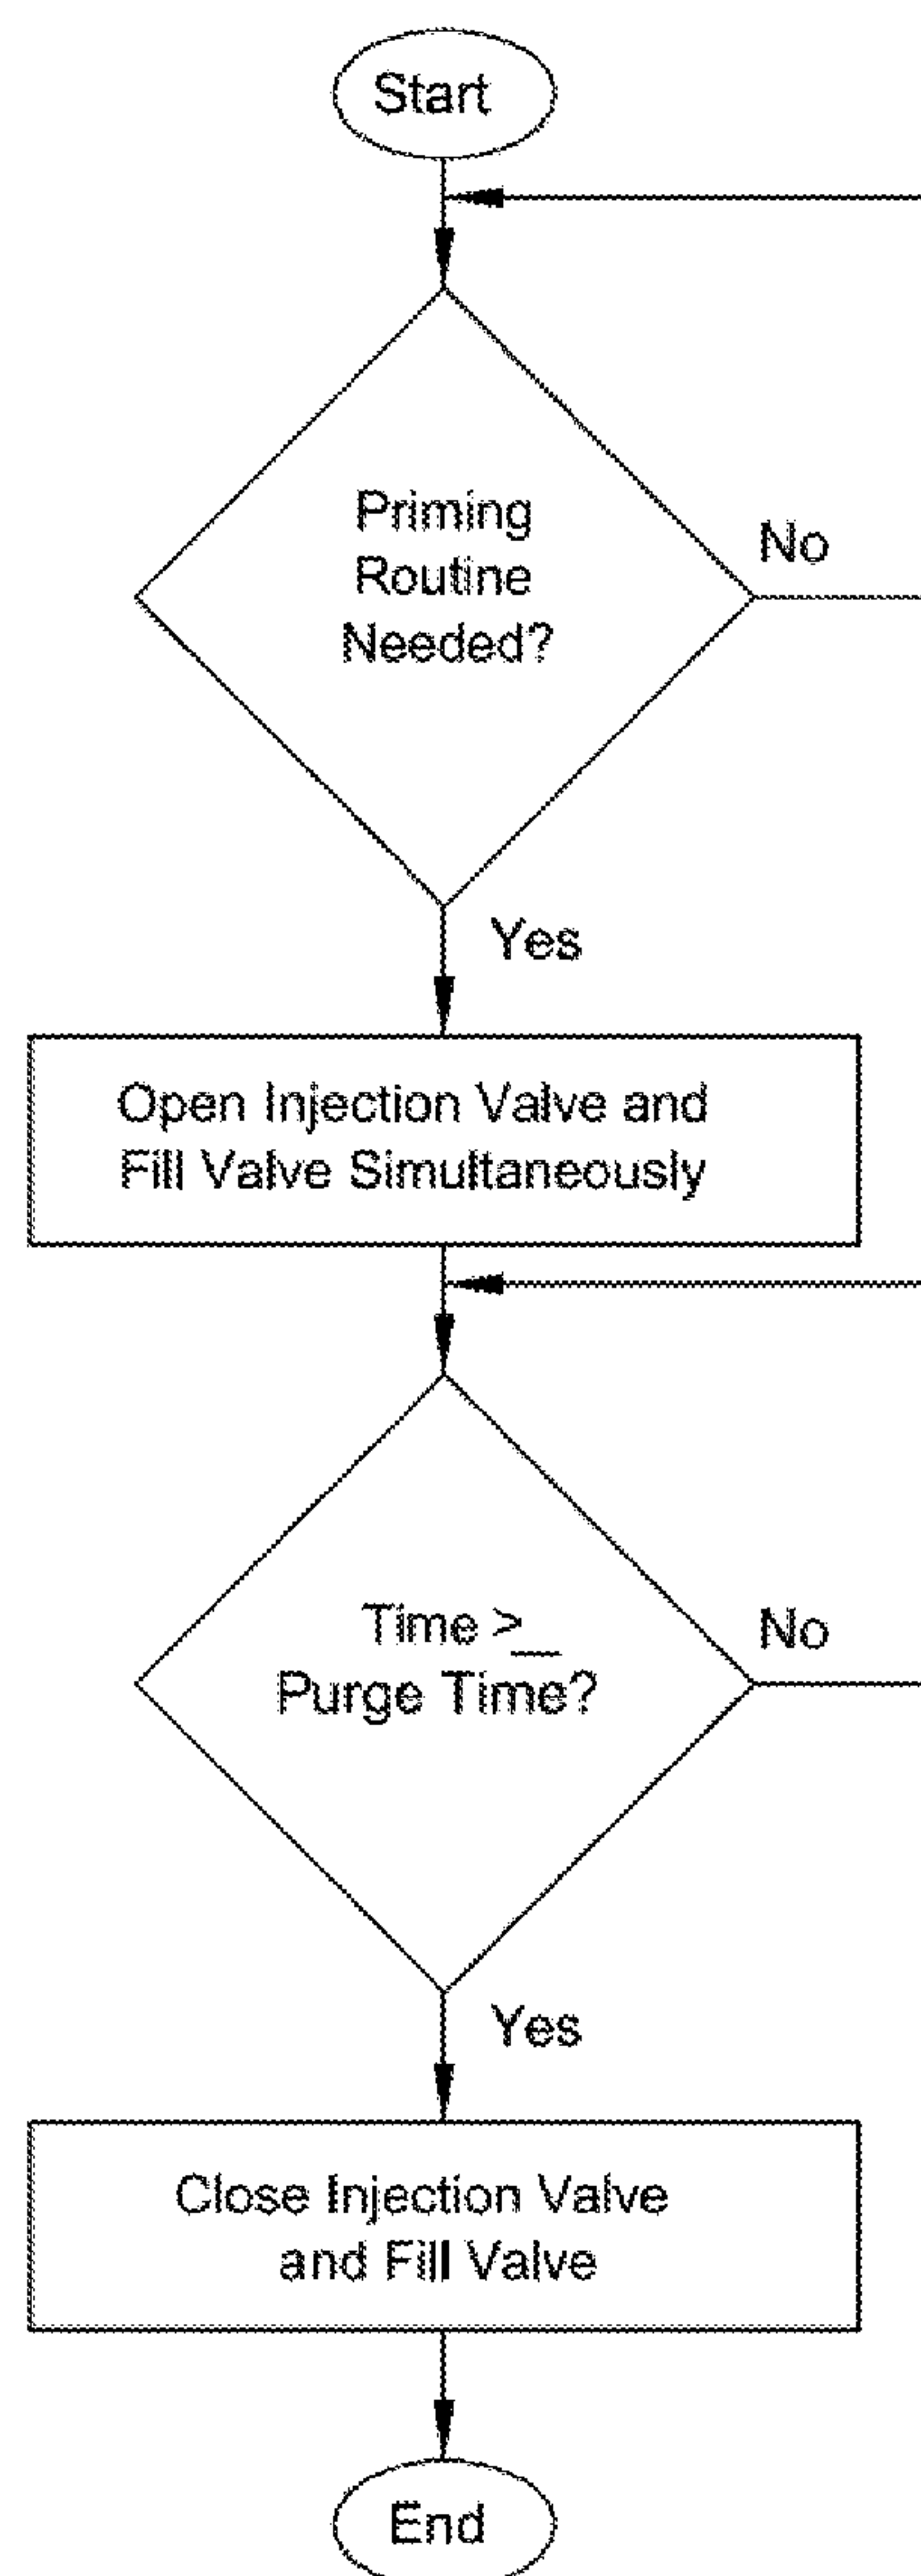 Start
Priming
Routine
Needed?
No
Yes
Open Injection Valve and
Fill Valve Simultaneously
Time >_
Purge Time?
No
Yes
Close Injection Valve
and Fill Valve
End